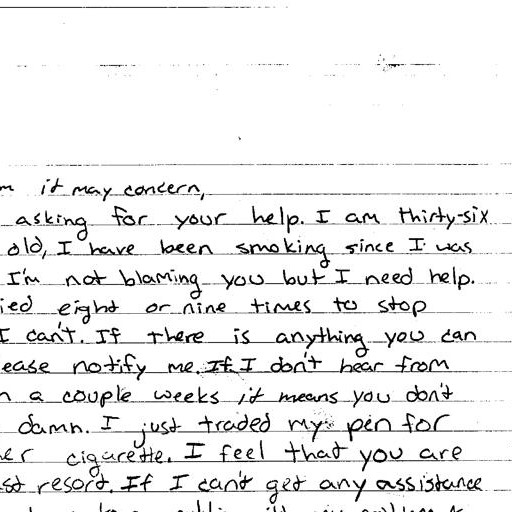 m it may concern,
asking for your help. I am thirty-six
old, I have been smoking since I was
I'm not blaming you but I need help.
ied eight or nine times to stop
I can't. If there is anything you can
ease notify me. If I don't hear from
n a couple weeks it means you don't
damn. I just traded my pen for
er cigarette. I feel that you are
st resort. If I can't get any assistance